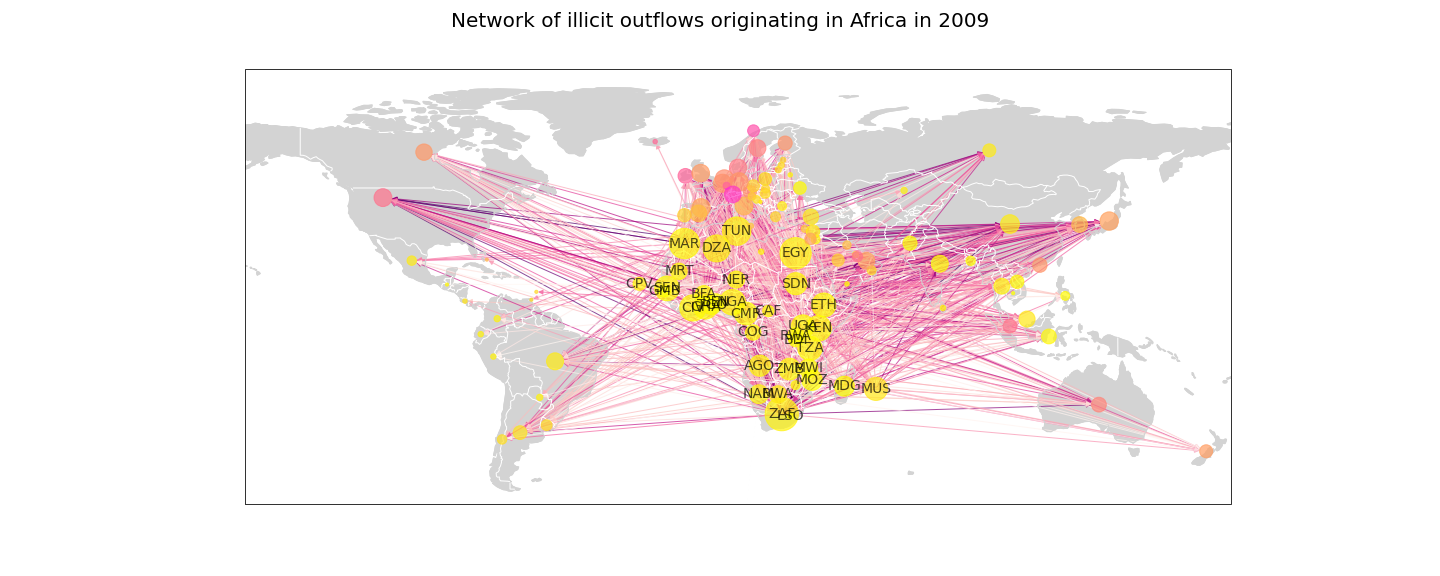 Network of illicit outflows originating in Africa in 2009
TUN
MAR
DZA
EGY
MRT
NER
CPV
SEN
GMB
SDN
BFA
ETH
CAF
CMR
COG
UGA
KEN
RWA
BDI
TZA
AGO
ZMB
MWI
MOZ
MDG
MUS
NAM
BWA
ZAF
LSO